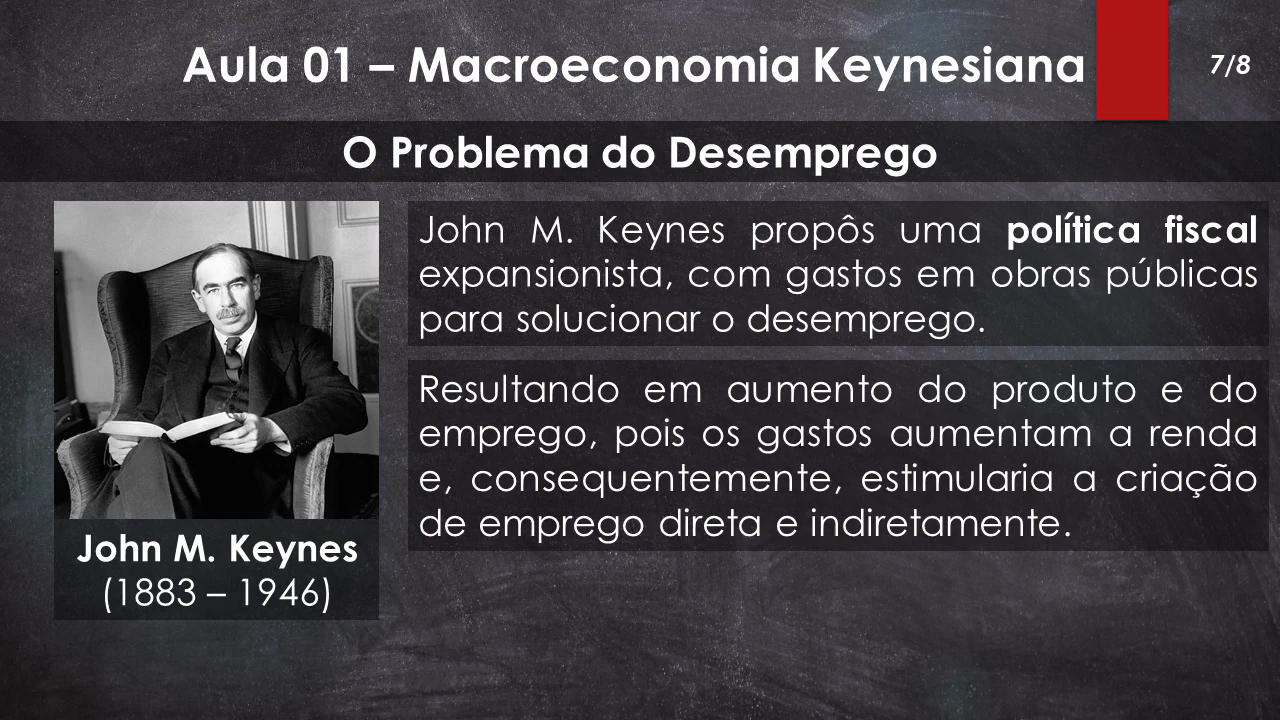 Aula 01 – Macroeconomia Keynesiana
7/8
O Problema do Desemprego
John M. Keynes propôs uma política fiscal
expansionista, com gastos em obras públicas
para solucionar o desemprego.
Resultando em aumento do produto e do
emprego, pois os gastos aumentam a renda
e, consequentemente, estimularia a criação
de emprego direta e indiretamente.
John M. Keynes
(1883 – 1946)